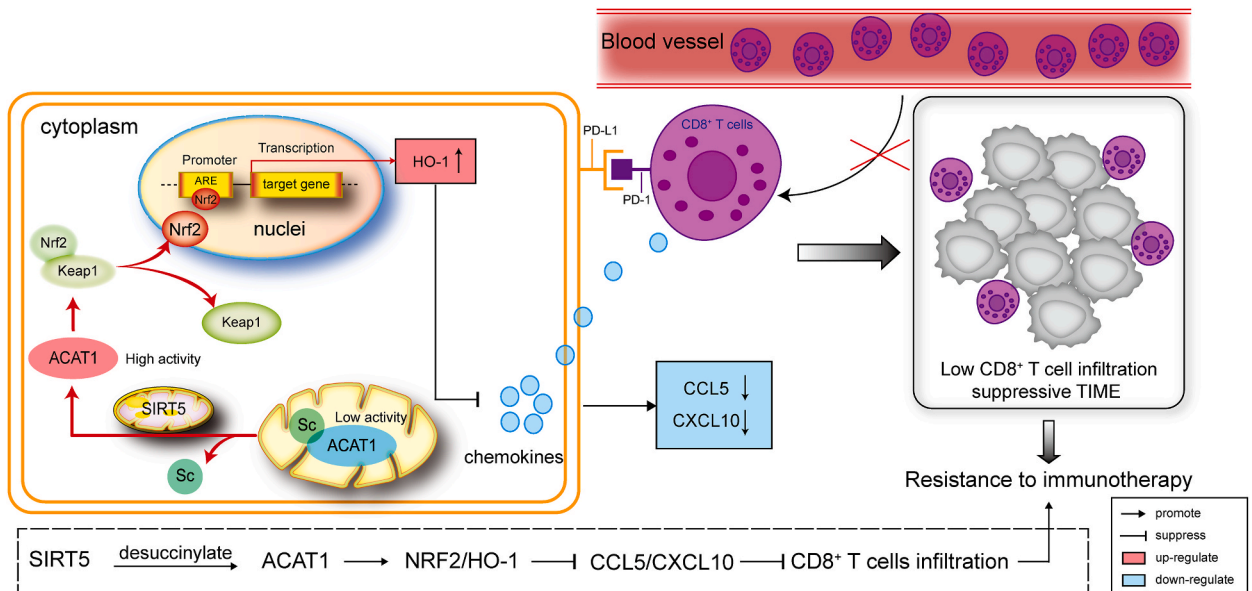 Blood vessel
cytoplasm
Promoter
Transcription
ARE
Nrf2
target gene
HO-1 ↑
PD-L1
CD8⁺ T cells
PD-1
Nrf2
nuclei
Nrf2
Keap1
Keap1
ACAT1
High activity
SIRT5
Sc
Low activity
Sc
ACAT1
chemokines
CCL5 ↓
CXCL10 ↓
Low CD8⁺ T cell infiltration
suppressive TIME
Resistance to immunotherapy
promote
suppress
up-regulate
down-regulate
SIRT5 desuccinylate ACAT1 NRF2/HO-1 CCL5/CXCL10 CD8⁺ T cells infiltration